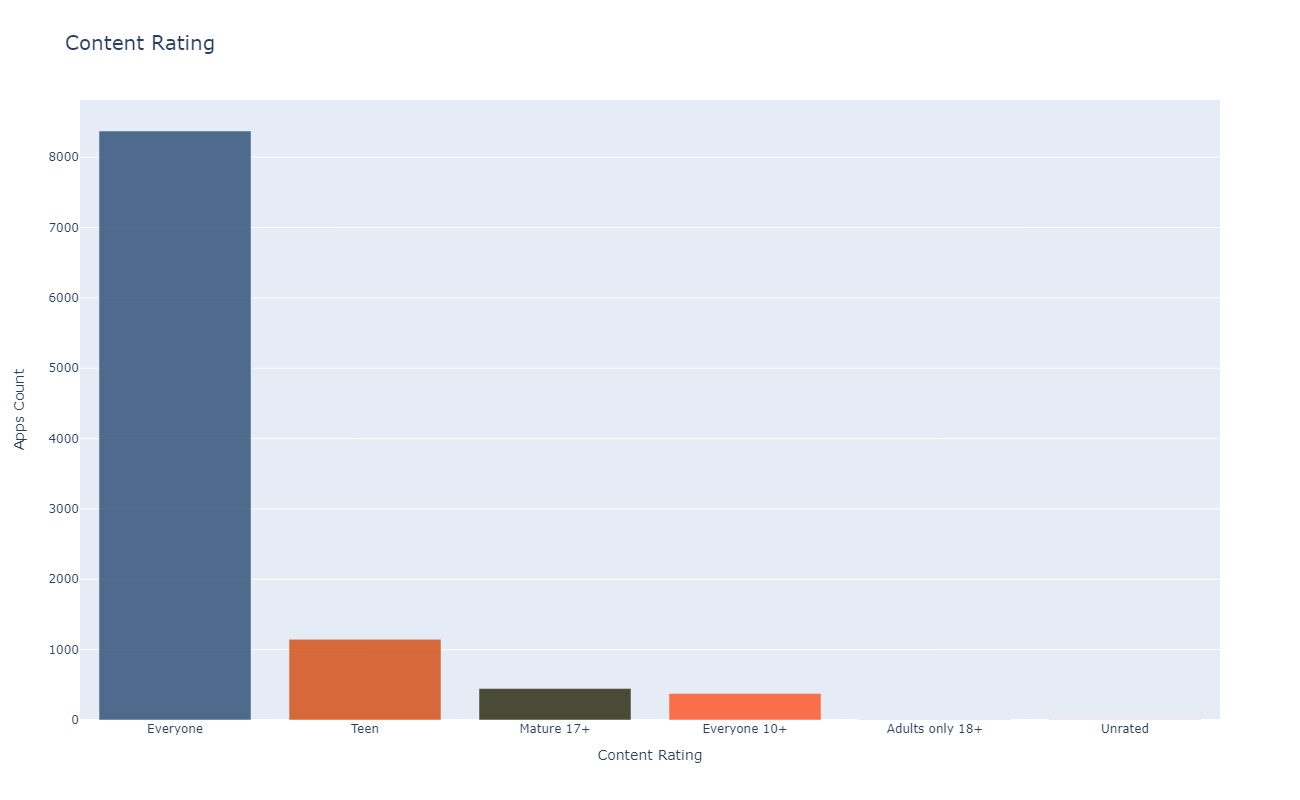 Content Rating
8000
7000
6000
5000
4000
3000
2000
1000
0
Apps Count
Everyone
Teen
Mature 17+
Everyone 10+
Adults only 18+
Unrated
Content Rating